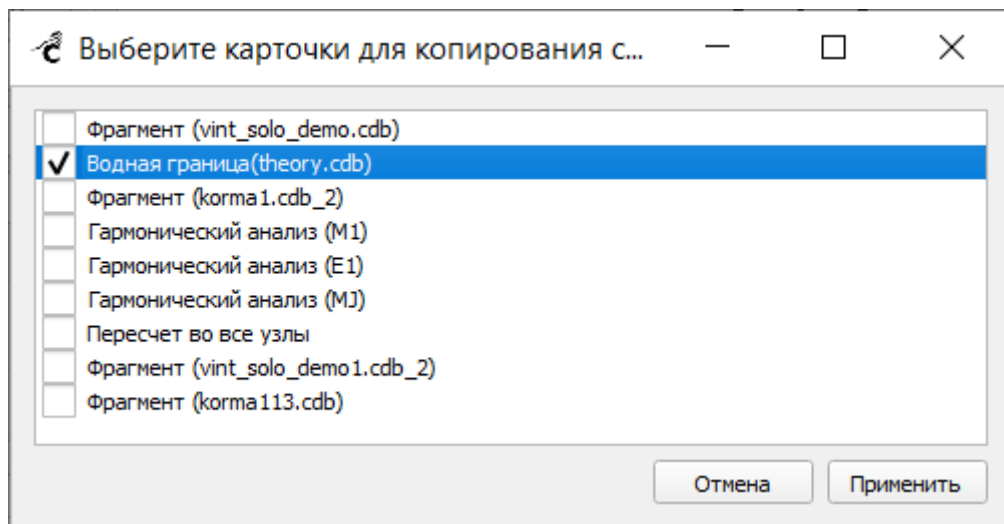 Выберите карточки для копирования с...
Фрагмент (vint_solo_demo.cdb)
Водная граница(theory.cdb)
Фрагмент (korma1.cdb_2)
Гармонический анализ (M1)
Гармонический анализ (E1)
Гармонический анализ (MJ)
Пересчет во все узлы
Фрагмент (vint_solo_demo1.cdb_2)
Фрагмент (korma113.cdb)
Отмена Применить